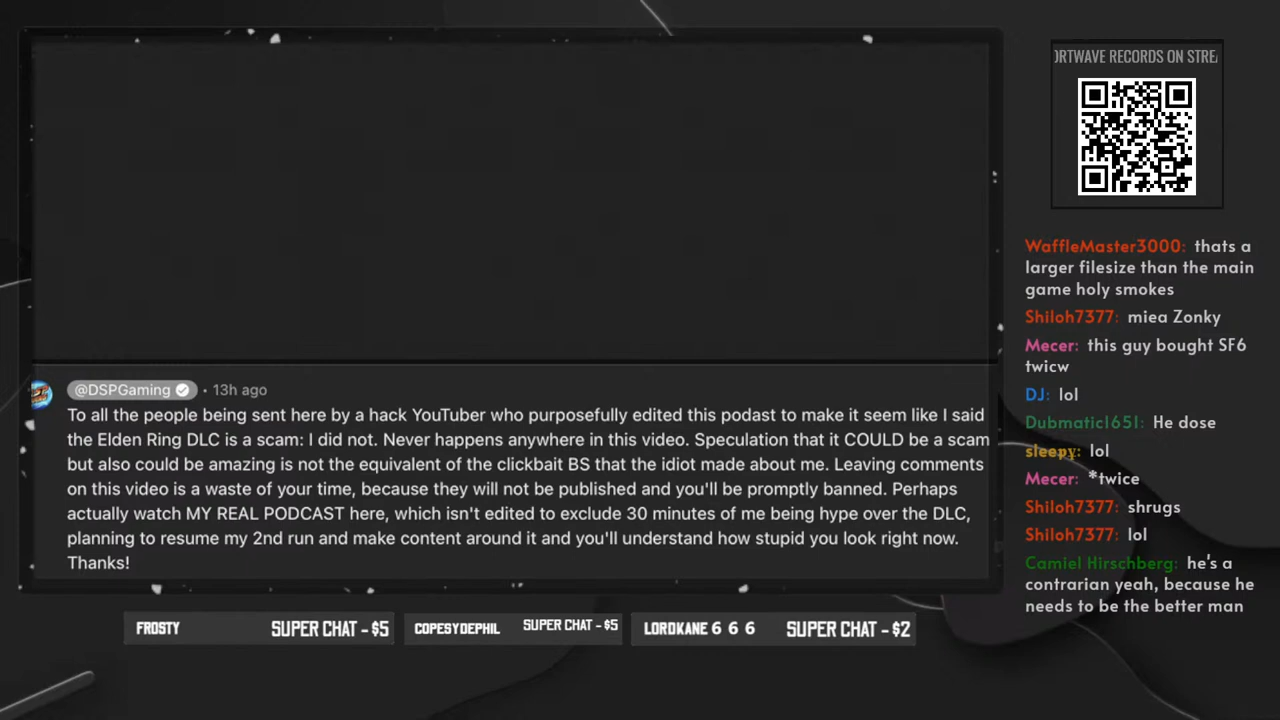 ORTWAVE RECORDS ON STREA
WaffleMaster3000: thats a
larger filesize than the main
game holy smokes
Shiloh7377: miea Zonky
Mecer: this guy bought SF6
twicw
DJ: lol
Dubmatic1651: He dose
sleepy: lol
Mecer: *twice
Shiloh7377: shrugs
Shiloh7377: lol
Camiel Hirschberg: he's a
contrarian yeah, because he
needs to be the better man
@DSPGaming • 13h ago
To all the people being sent here by a hack YouTuber who purposefully edited this podast to make it seem like I said
the Elden Ring DLC is a scam: I did not. Never happens anywhere in this video. Speculation that it COULD be a scam
but also could be amazing is not the equivalent of the clickbait BS that the idiot made about me. Leaving comments
on this video is a waste of your time, because they will not be published and you'll be promptly banned. Perhaps
actually watch MY REAL PODCAST here, which isn't edited to exclude 30 minutes of me being hype over the DLC,
planning to resume my 2nd run and make content around it and you'll understand how stupid you look right now.
Thanks!
FROSTY SUPER CHAT - $5
COPESYDEPHIL SUPER CHAT - $5
LORDKANE 6 6 6 SUPER CHAT - $2